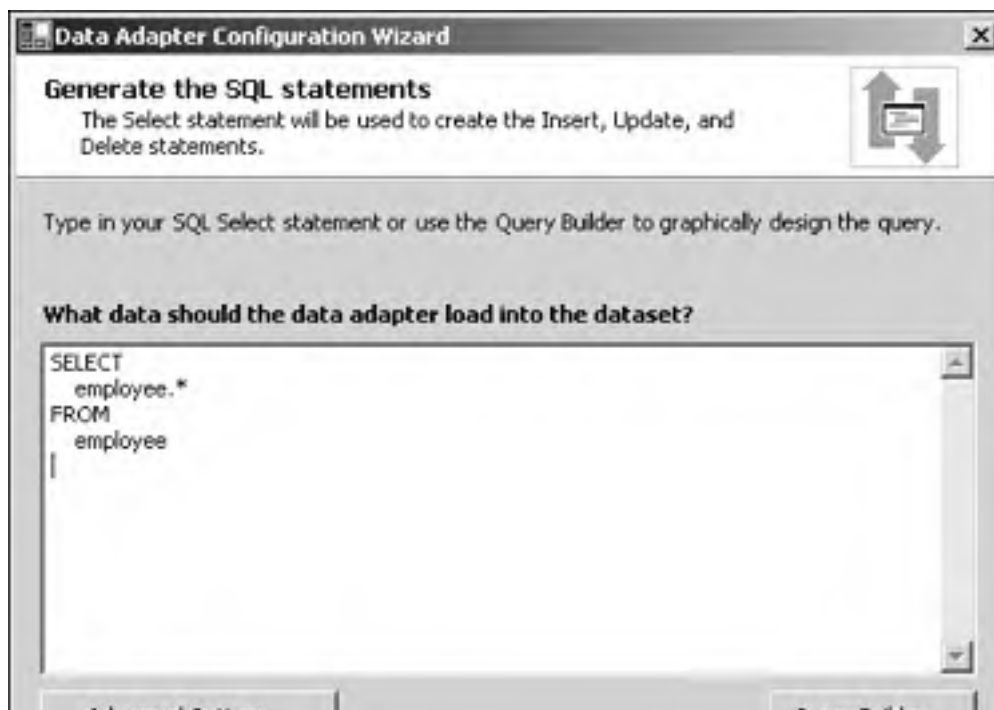 Data Adapter Configuration Wizard
Generate the SQL statements
The Select statement will be used to create the Insert, Update, and
Delete statements.
Type in your SQL Select statement or use the Query Builder to graphically design the query.
What data should the data adapter load into the dataset?
SELECT
employee.*
FROM
employee